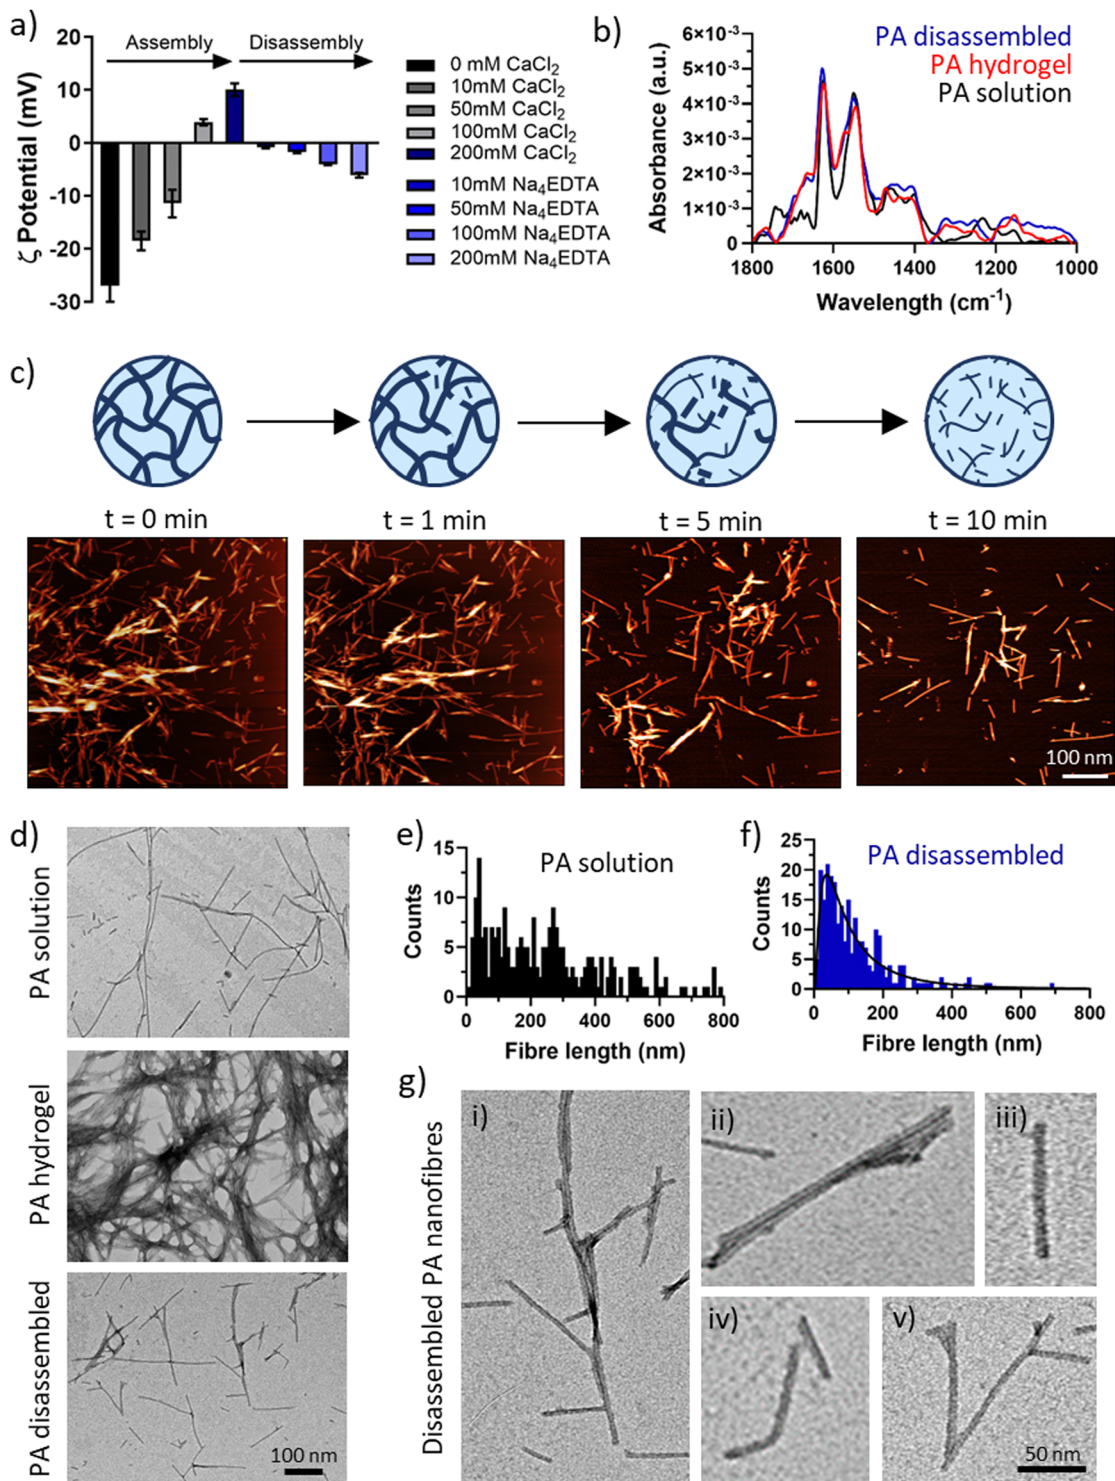 a)
20
10
0
-10
-20
-30
ζ Potential (mV)
Assembly
Disassembly
0 mM CaCl2
10mM CaCl2
50mM CaCl2
100mM CaCl2
200mM CaCl2
10mM Na4EDTA
50mM Na4EDTA
100mM Na4EDTA
200mM Na4EDTA
b)
PA disassembled
PA hydrogel
PA solution
Absorbance (a.u.)
6×10-3
5×10-3
4×10-3
3×10-3
2×10-3
1×10-3
0
1800 1600 1400 1200 1000
Wavelength (cm-1)
c)
t = 0 min
t = 1 min
t = 5 min
t = 10 min
100 nm
d)
PA solution
PA hydrogel
PA disassembled
100 nm
e)
PA solution
Counts
15
10
5
0
0 200 400 600 800
Fibre length (nm)
f)
PA disassembled
Counts
25
20
15
10
5
0
0 200 400 600 800
Fibre length (nm)
g)
Disassembled PA nanofibres
i)
ii)
iii)
iv)
v)
50 nm